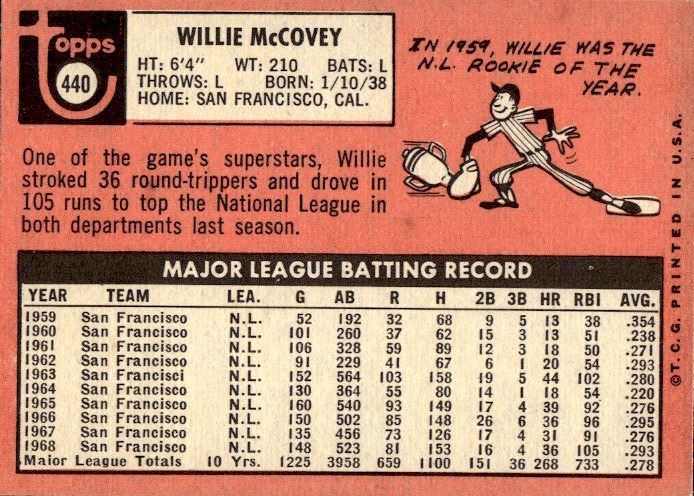 topps
440
WILLIE McCOVEY
HT: 6'4" WT: 210 BATS: L
THROWS: L BORN: 1/10/38
HOME: SAN FRANCISCO, CAL.
IN 1959, WILLIE WAS THE
N.L. ROOKIE OF THE
YEAR.
One of the game's superstars, Willie
stroked 36 round-trippers and drove in
105 runs to top the National League in
both departments last season.
MAJOR LEAGUE BATTING RECORD
YEAR TEAM LEA. G AB R H 2B 3B HR RBI AVG.
1959 San Francisco N.L. 52 192 32 68 9 5 13 38 .354
1960 San Francisco N.L. 101 260 37 62 15 3 13 51 .238
1961 San Francisco N.L. 106 328 59 89 12 3 18 50 .271
1962 San Francisco N.L. 91 229 41 67 6 1 20 54 .293
1963 San Francisci N.L. 152 564 103 158 19 5 44 102 .280
1964 San Francisco N.L. 130 364 55 80 14 1 18 54 .220
1965 San Francisco N.L. 160 540 93 149 17 4 39 92 .276
1966 San Francisco N.L. 150 502 85 148 26 6 36 96 .295
1967 San Francisco N.L. 135 456 73 126 17 4 31 91 .276
1968 San Francisco N.L. 148 523 81 153 16 4 36 105 .293
Major League Totals 10 Yrs. 1225 3958 659 1100 151 36 268 733 .278
©T.C.G. PRINTED IN U.S.A.